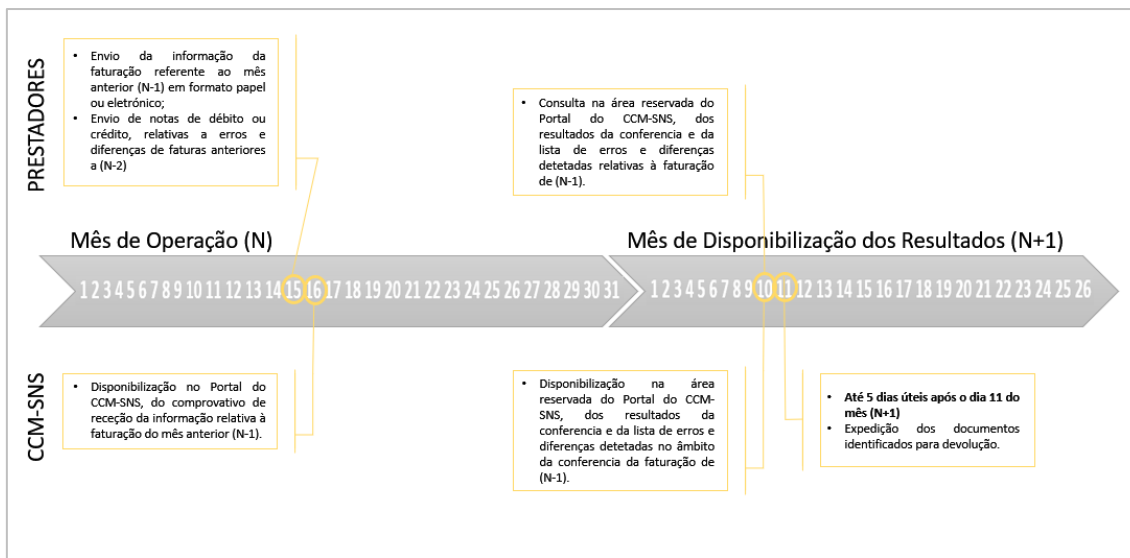 PRESTADORES
• Envio da informação da
faturação referente ao mês
anterior (N-1) em formato papel
ou eletrónico;
• Envio de notas de débito ou
crédito, relativas a erros e
diferenças de faturas anteriores
a (N-2)
• Consulta na área reservada do
Portal do CCM-SNS, dos
resultados da conferencia e da
lista de erros e diferenças
detetadas relativas à faturação
de (N-1).
Mês de Operação (N)
Mês de Disponibilização dos Resultados (N+1)
1 2 3 4 5 6 7 8 9 10 11 12 13 14 15 16 17 18 19 20 21 22 23 24 25 26 27 28 29 30 31
1 2 3 4 5 6 7 8 9 10 11 12 13 14 15 16 17 18 19 20 21 22 23 24 25 26
CCM-SNS
• Disponibilização no Portal do
CCM-SNS, do comprovativo de
receção da informação relativa à
faturação do mês anterior (N-1).
• Disponibilização na área
reservada do Portal do CCM-
SNS, dos resultados da
conferencia e da lista de erros e
diferenças detetadas no âmbito
da conferencia da faturação de
(N-1).
• Até 5 dias úteis após o dia 11 do
mês (N+1)
• Expedição dos documentos
identificados para devolução.